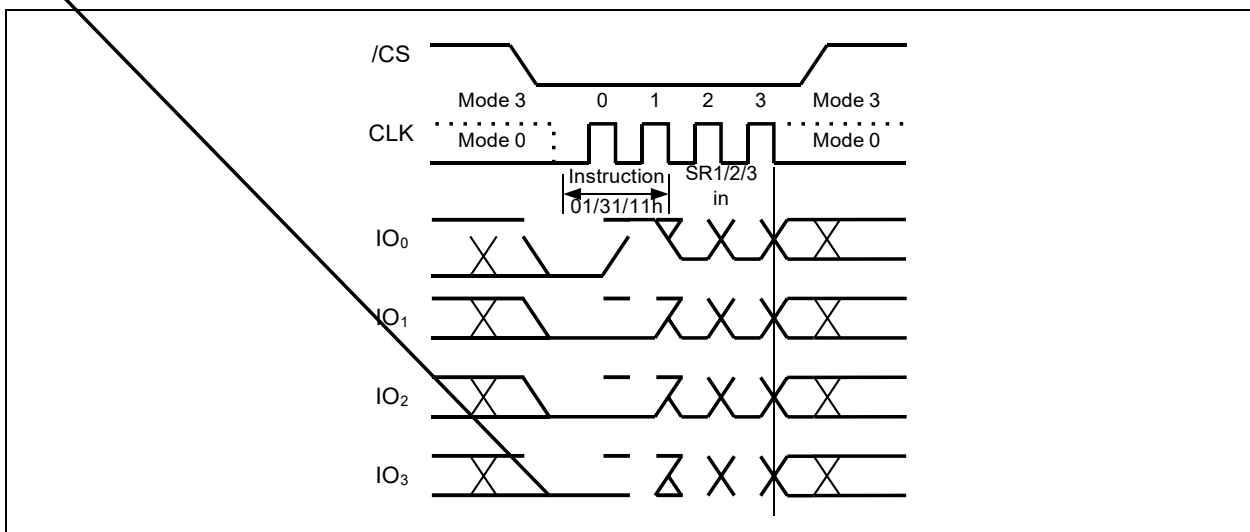 /CS
Mode 3 0 1 2 3 Mode 3
CLK Mode 0 Mode 0
Instruction SR1/2/3
01/31/11h in
IO₀
IO₁
IO₂
IO₃